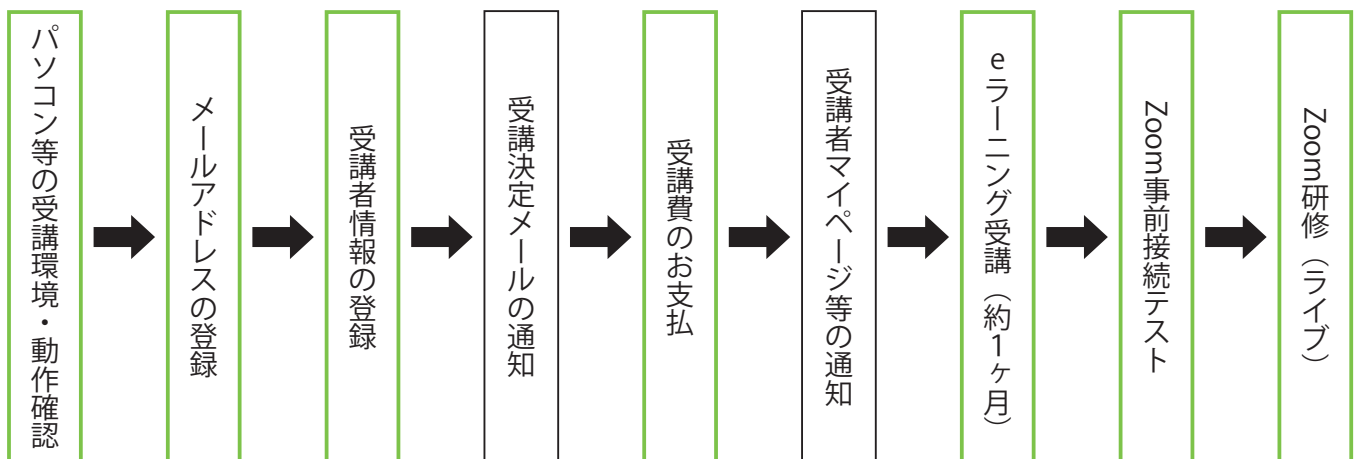 パソコン等の受講環境・動作確認
メールアドレスの登録
受講者情報の登録
受講決定メールの通知
受講費のお支払
受講者マイページ等の通知
eラーニング受講（約1ヶ月）
Zoom事前接続テスト
Zoom研修（ライブ）